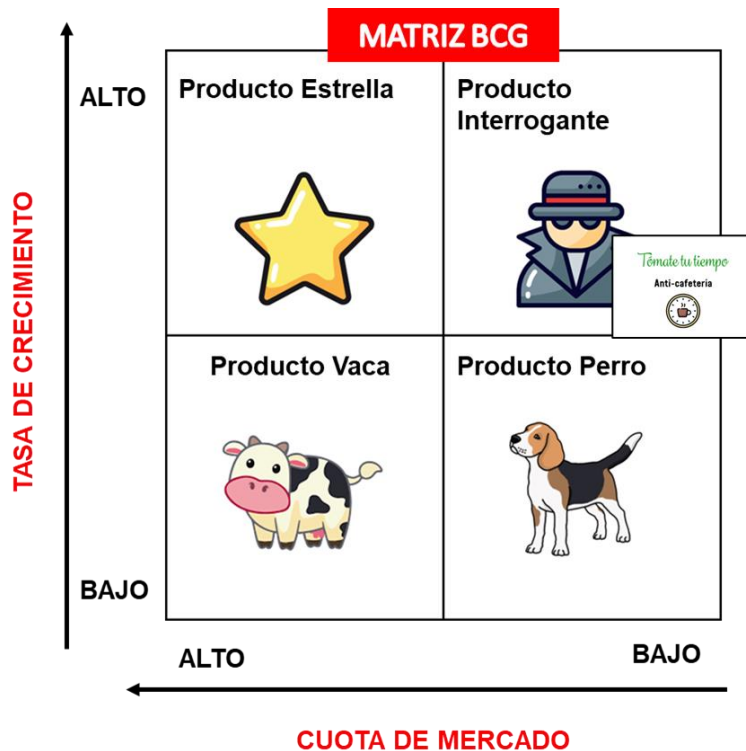 MATRIZ BCG
ALTO
Producto Estrella
Producto
Interrogante
TASA DE CRECIMIENTO
Tómate tu tiempo
Anti-cafeteria
Producto Vaca
Producto Perro
BAJO
ALTO
BAJO
CUOTA DE MERCADO